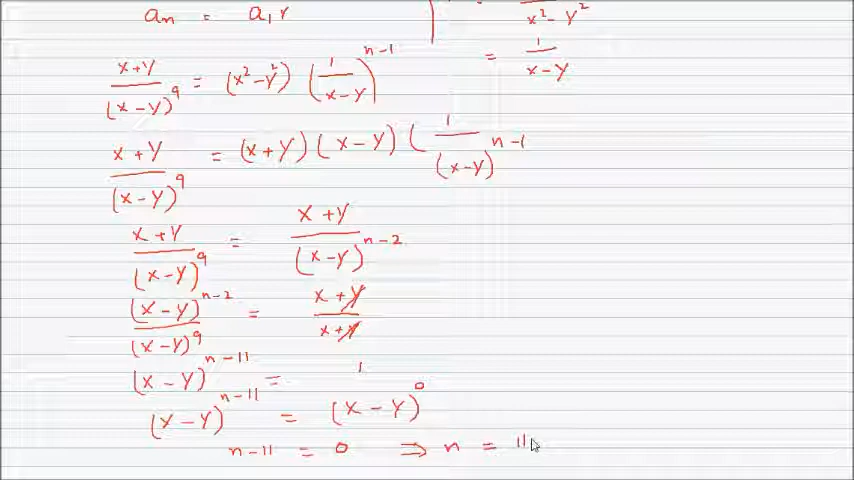 aₙ = a₁ r
x² - y²
= 1/(x-y)
(x+y)/(x-y)⁹ = (x²-y²) (1/(x-y))ⁿ⁻¹
(x+y)/(x-y)⁹ = (x+y) (x-y) (1/(x-y)ⁿ⁻¹
(x+y)/(x-y)⁹ = (x+y)/(x-y)ⁿ⁻²
(x-y)ⁿ⁻²/(x-y)⁹ = (x+y)/(x+y)
(x-y)ⁿ⁻¹¹ = 1
(x-y)ⁿ⁻¹¹ = (x-y)⁰
n-11 = 0 ⇒ n = 11